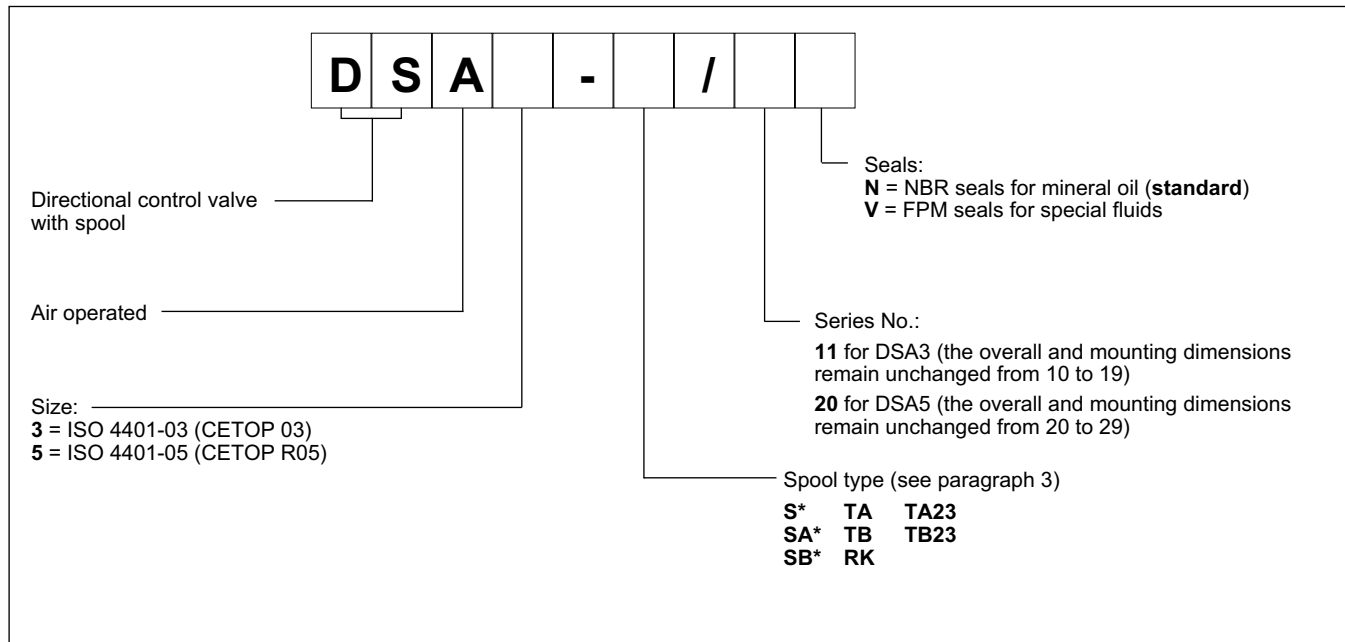 D S A - /
Directional control valve
with spool
Air operated
Size:
3 = ISO 4401-03 (CETOP 03)
5 = ISO 4401-05 (CETOP R05)
Seals:
N = NBR seals for mineral oil (standard)
V = FPM seals for special fluids
Series No.:
11 for DSA3 (the overall and mounting dimensions
remain unchanged from 10 to 19)
20 for DSA5 (the overall and mounting dimensions
remain unchanged from 20 to 29)
Spool type (see paragraph 3)
S* TA TA23
SA* TB TB23
SB* RK